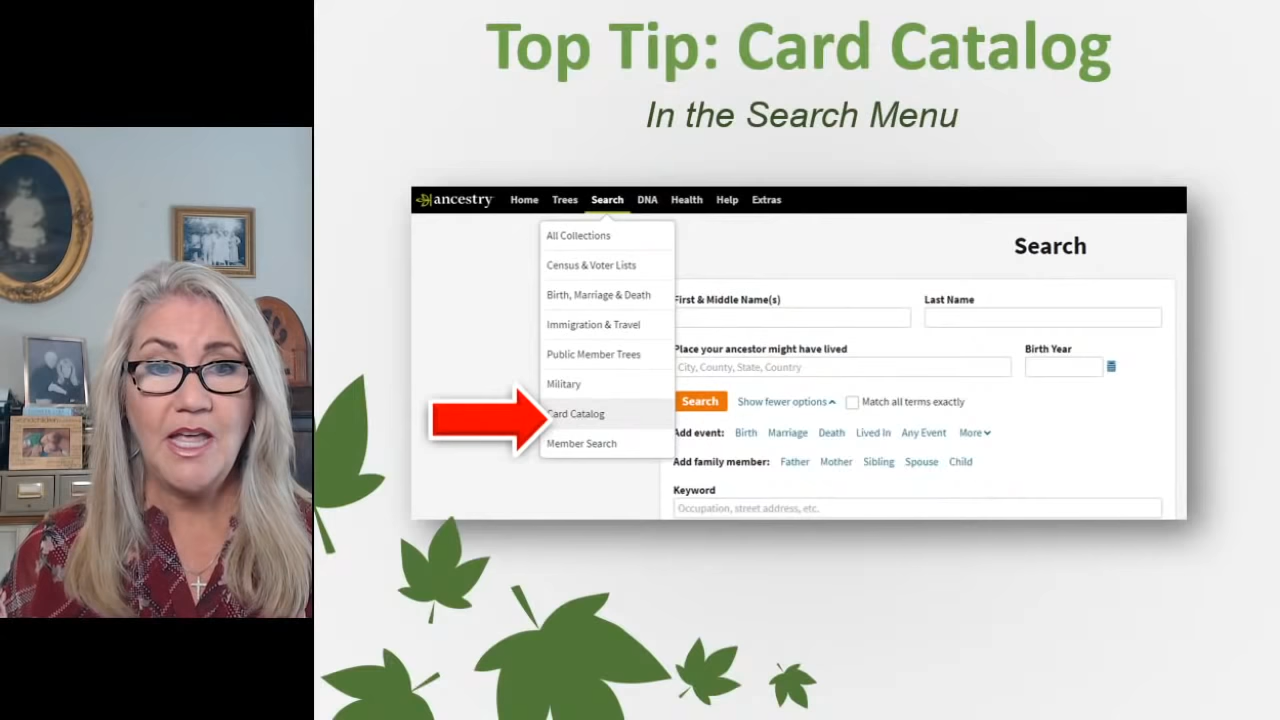 Top Tip: Card Catalog
In the Search Menu
ancestry Home Trees Search DNA Health Help Extras
All Collections
Census & Voter Lists
Birth, Marriage & Death
Immigration & Travel
Public Member Trees
Military
Card Catalog
Member Search
Search
First & Middle Name(s) Last Name
Place your ancestor might have lived Birth Year
City, County, State, Country
Search Show fewer options Match all terms exactly
Add event: Birth Marriage Death Lived In Any Event More
Add family member: Father Mother Sibling Spouse Child
Keyword
Occupation, street address, etc.